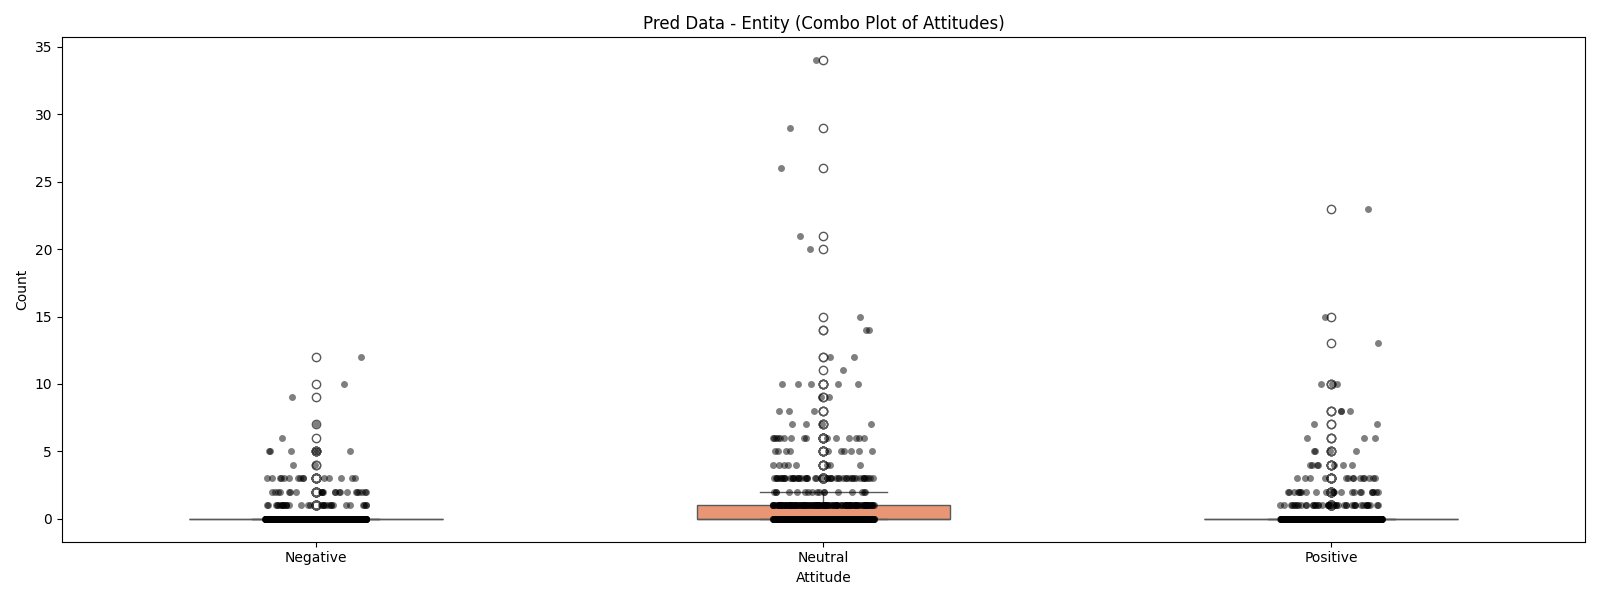 Pred Data - Entity (Combo Plot of Attitudes)
35
30
25
20
15
10
5
0
Count
Negative
Neutral
Positive
Attitude